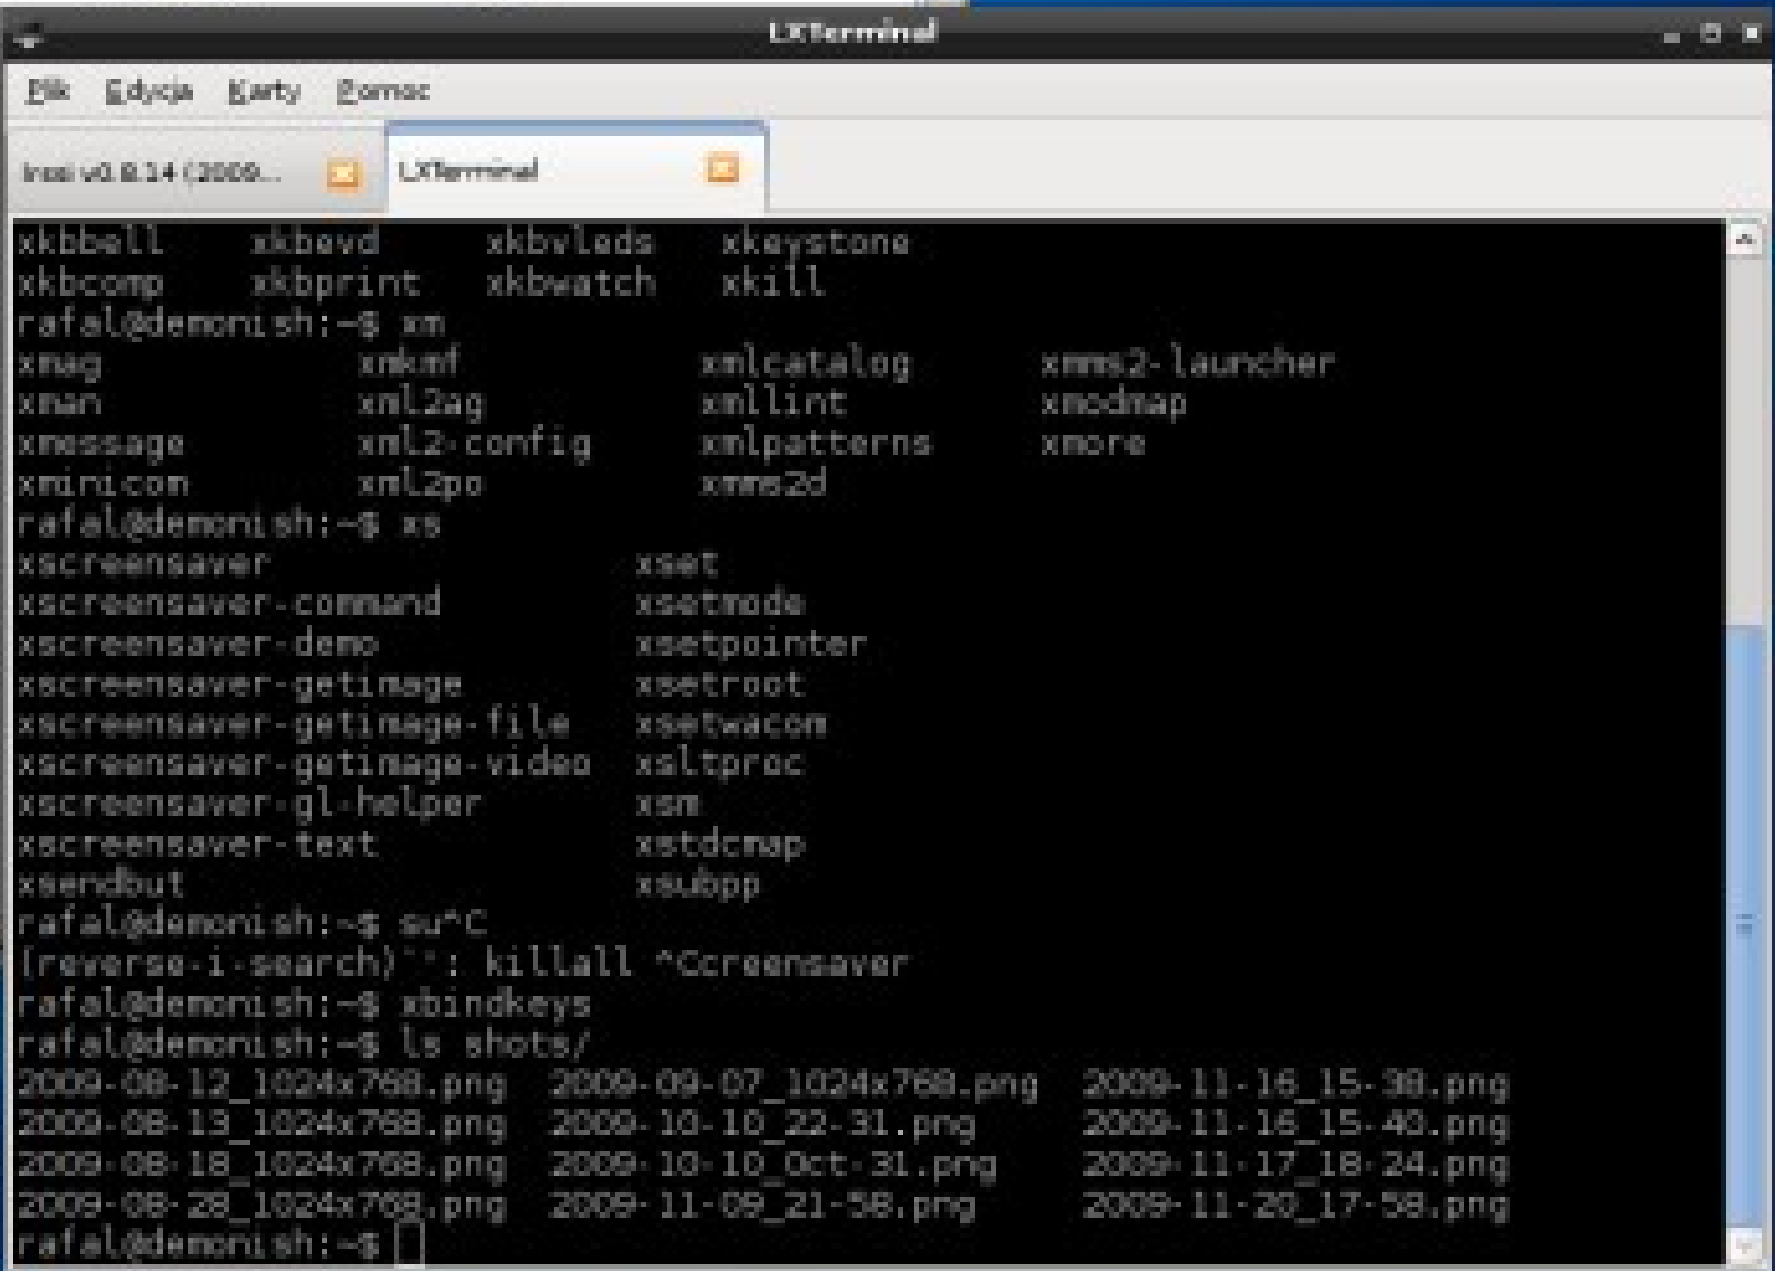 LXTerminal
Plik Edycja Karty Pomoc
Irssi v0.8.14 (2009... LXTerminal
xkbbell xkbevd xkbvleds xkeystone
xkbcomp xkbprint xkbwatch xkill
rafal@demonish:~$ xm
xmag xmkmf xmlcatalog xmms2-launcher
xman xml2ag xmllint xmodmap
xmessage xml2-config xmlpatterns xmore
xminicom xml2po xmms2d
rafal@demonish:~$ xs
xscreensaver xset
xscreensaver-command xsetmode
xscreensaver-demo xsetpointer
xscreensaver-getimage xsetroot
xscreensaver-getimage-file xsetwacom
xscreensaver-getimage-video xsltproc
xscreensaver-gl-helper xsm
xscreensaver-text xstdcmap
xsendbut xsubpp
rafal@demonish:~$ su^C
(reverse-i-search)`': killall ^Ccreensaver
rafal@demonish:~$ xbindkeys
rafal@demonish:~$ ls shots/
2009-08-12_1024x768.png 2009-09-07_1024x768.png 2009-11-16_15-38.png
2009-08-13_1024x768.png 2009-10-10_22-31.png 2009-11-16_15-40.png
2009-08-18_1024x768.png 2009-10-10_Oct-31.png 2009-11-17_18-24.png
2009-08-28_1024x768.png 2009-11-09_21-58.png 2009-11-20_17-58.png
rafal@demonish:~$